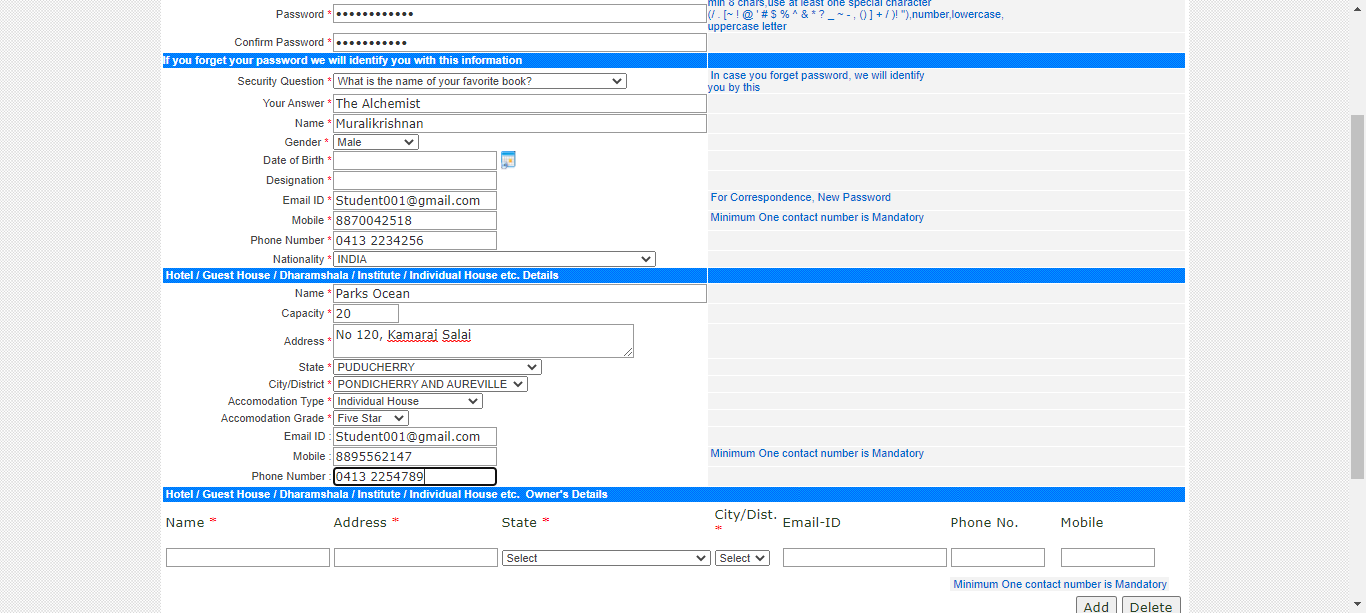 min 8 chars,use at least one special character
Password * ●●●●●●●●●●●● (/ . [~ ! @ ' # $ % ^ & * ? _ ~ - , () ] + / )! "),number,lowercase,
uppercase letter
Confirm Password * ●●●●●●●●●●●
If you forget your password we will identify you with this information
Security Question * What is the name of your favorite book? In case you forget password, we will identify
you by this
Your Answer * The Alchemist
Name * Muralikrishnan
Gender * Male
Date of Birth *
Designation *
Email ID * Student001@gmail.com For Correspondence, New Password
Mobile * 8870042518 Minimum One contact number is Mandatory
Phone Number * 0413 2234256
Nationality * INDIA
Hotel / Guest House / Dharamshala / Institute / Individual House etc. Details
Name * Parks Ocean
Capacity * 20
Address * No 120, Kamaraj Salai
State * PUDUCHERRY
City/District * PONDICHERRY AND AUREVILLE
Accomodation Type * Individual House
Accomodation Grade * Five Star
Email ID : Student001@gmail.com
Mobile : 8895562147 Minimum One contact number is Mandatory
Phone Number : 0413 2254789
Hotel / Guest House / Dharamshala / Institute / Individual House etc. Owner's Details
Name * Address * State * City/Dist. * Email-ID Phone No. Mobile
Select Select
Minimum One contact number is Mandatory
Add Delete